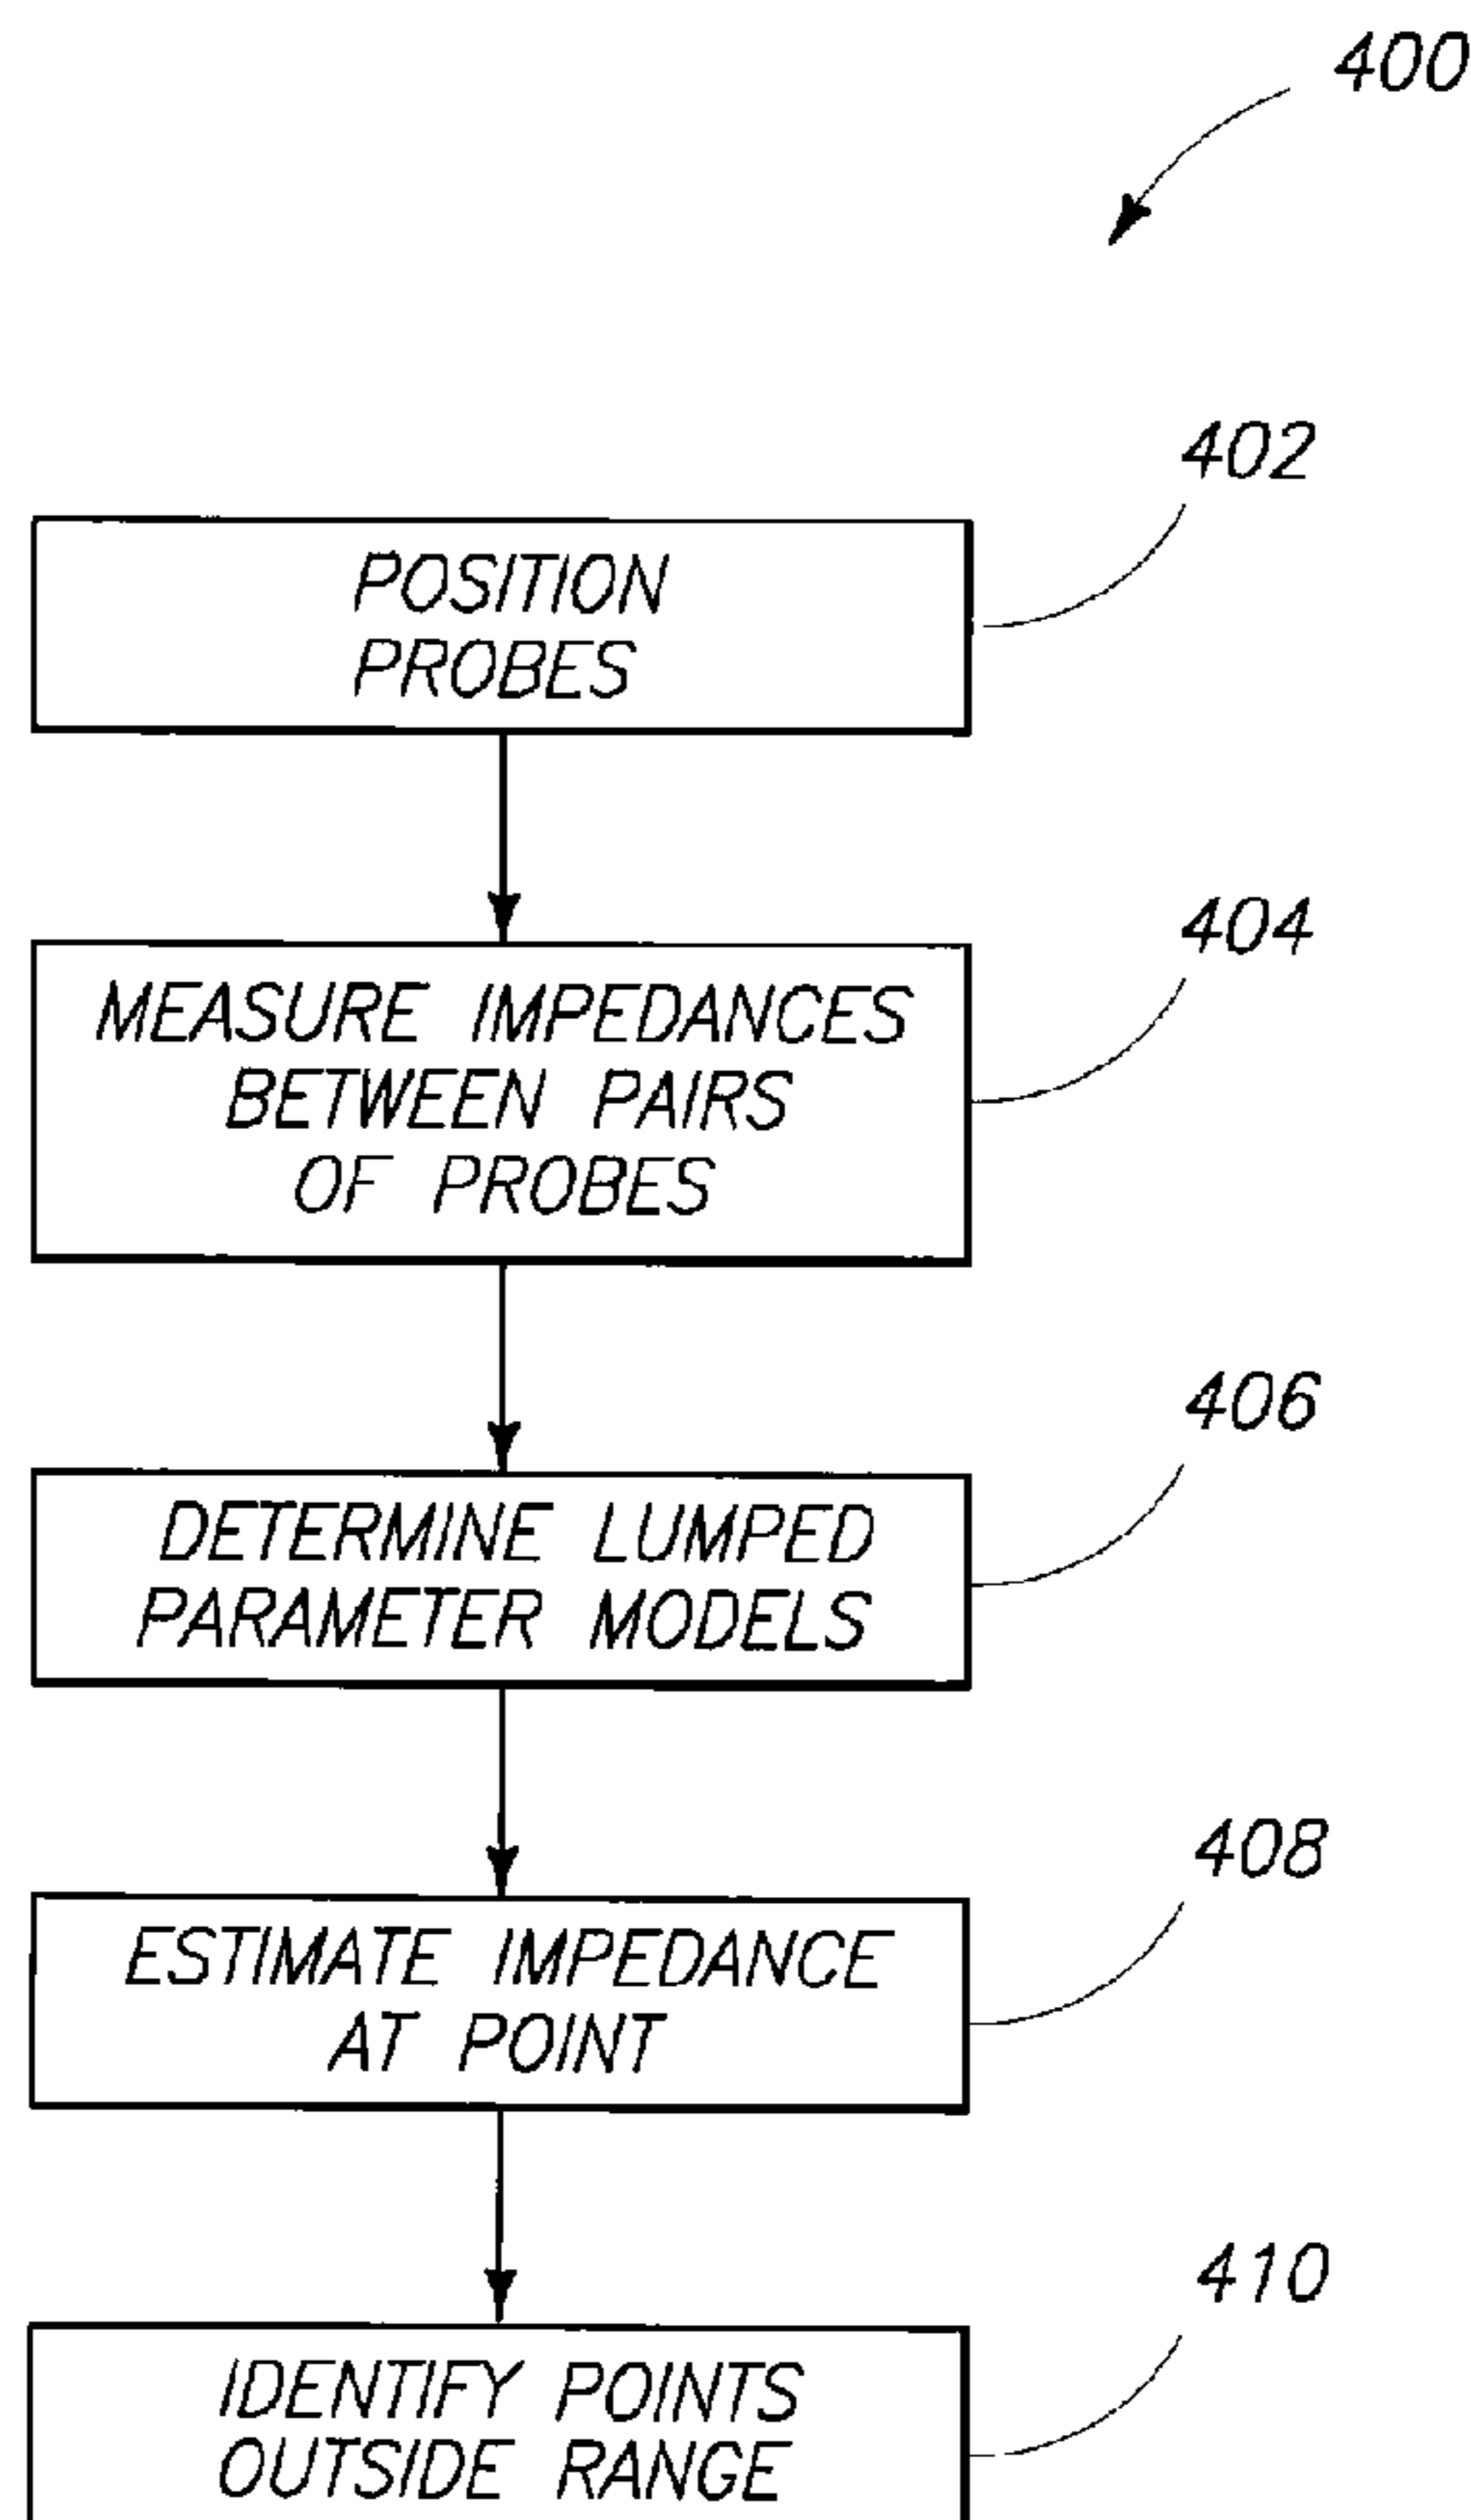 400
402
POSITION
PROBES
404
MEASURE IMPEDANCES
BETWEEN PAIRS
OF PROBES
406
DETERMINE LUMPED
PARAMETER MODELS
408
ESTIMATE IMPEDANCE
AT POINT
410
IDENTIFY POINTS
OUTSIDE RANGE